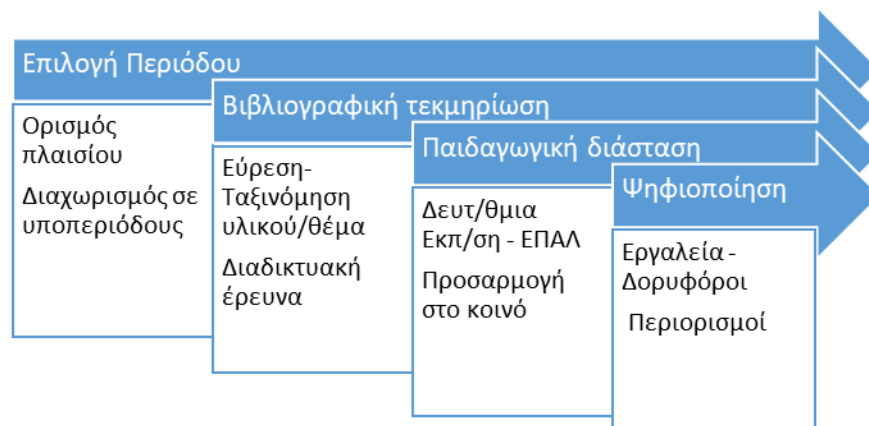 Επιλογή Περιόδου
Ορισμός
πλαισίου
Διαχωρισμός σε
υποπεριόδους
Βιβλιογραφική τεκμηρίωση
Εύρεση-
Ταξινόμηση
υλικού/θέμα
Διαδικτυακή
έρευνα
Παιδαγωγική διάσταση
Δευτ/θμια
Εκπ/ση - ΕΠΑΛ
Προσαρμογή
στο κοινό
Ψηφιοποίηση
Εργαλεία -
Δορυφόροι
Περιορισμοί